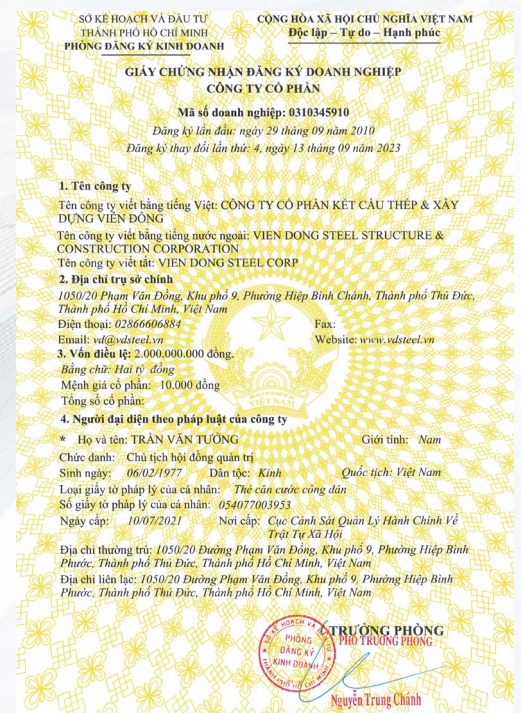 SỞ KẾ HOẠCH VÀ ĐẦU TƯ
THÀNH PHỐ HỒ CHÍ MINH
PHÒNG ĐĂNG KÝ KINH DOANH
CỘNG HÒA XÃ HỘI CHỦ NGHĨA VIỆT NAM
Độc lập – Tự do – Hạnh phúc
GIẤY CHỨNG NHẬN ĐĂNG KÝ DOANH NGHIỆP
CÔNG TY CỔ PHẦN
Mã số doanh nghiệp: 0310345910
Đăng ký lần đầu: ngày 29 tháng 09 năm 2010
Đăng ký thay đổi lần thứ: 4, ngày 13 tháng 09 năm 2023
1. Tên công ty
Tên công ty viết bằng tiếng Việt: CÔNG TY CỔ PHẦN KẾT CẤU THÉP & XÂY
DỰNG VIỄN ĐÔNG
Tên công ty viết bằng tiếng nước ngoài: VIEN DONG STEEL STRUCTURE &
CONSTRUCTION CORPORATION
Tên công ty viết tắt: VIEN DONG STEEL CORP
2. Địa chỉ trụ sở chính
1050/20 Phạm Văn Đồng, Khu phố 9, Phường Hiệp Bình Chánh, Thành phố Thủ Đức,
Thành phố Hồ Chí Minh, Việt Nam
Điện thoại: 02866606884 Fax:
Email: vd@vdsteel.vn Website: www.vdsteel.vn
3. Vốn điều lệ: 2.000.000.000 đồng.
Bằng chữ: Hai tỷ đồng
Mệnh giá cổ phần: 10.000 đồng
Tổng số cổ phần:
VIỆT NAM
4. Người đại diện theo pháp luật của công ty
* Họ và tên: TRẦN VĂN TƯỜNG Giới tính: Nam
Chức danh: Chủ tịch hội đồng quản trị
Sinh ngày: 06/02/1977 Dân tộc: Kinh Quốc tịch: Việt Nam
Loại giấy tờ pháp lý của cá nhân: Thẻ căn cước công dân
Số giấy tờ pháp lý của cá nhân: 054077003953
Ngày cấp: 10/07/2021 Nơi cấp: Cục Cảnh Sát Quản Lý Hành Chính Về
Trật Tự Xã Hội
Địa chỉ thường trú: 1050/20 Đường Phạm Văn Đồng, Khu phố 9, Phường Hiệp Bình
Phước, Thành phố Thủ Đức, Thành phố Hồ Chí Minh, Việt Nam
Địa chỉ liên lạc: 1050/20 Đường Phạm Văn Đồng, Khu phố 9, Phường Hiệp Bình
Phước, Thành phố Thủ Đức, Thành phố Hồ Chí Minh, Việt Nam
TRƯỞNG PHÒNG
PHÓ TRƯỞNG PHÒNG
SỞ KẾ HOẠCH VÀ ĐẦU TƯ
PHÒNG
ĐĂNG KÝ
KINH DOANH
THÀNH PHỐ HỒ CHÍ MINH
Nguyễn Trung Chánh